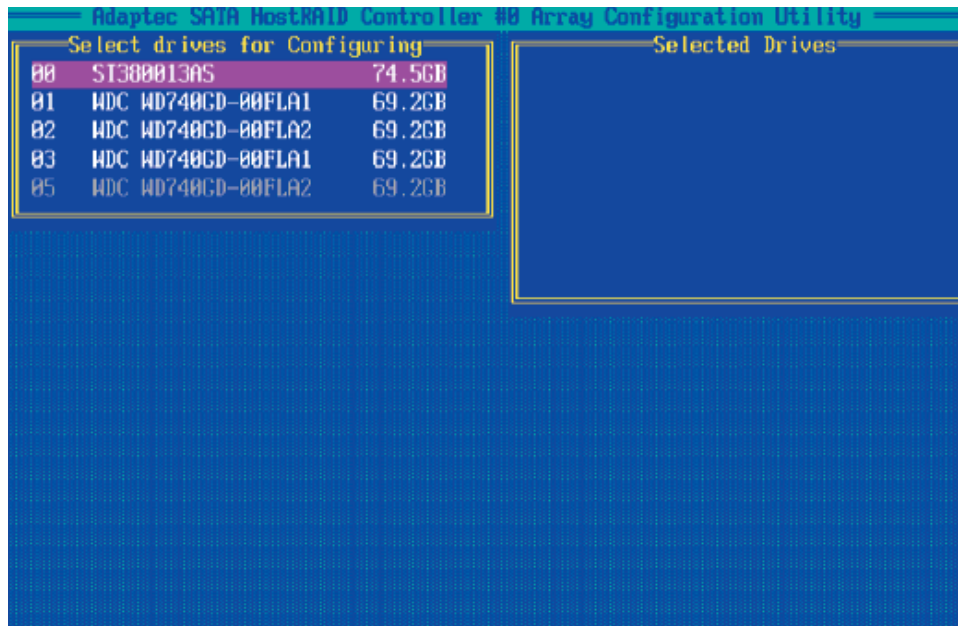 Adaptec SATA HostRAID Controller #0 Array Configuration Utility
Select drives for Configuring
00 ST380013AS 74.5GB
01 WDC WD740GD-00FLA1 69.2GB
02 WDC WD740GD-00FLA2 69.2GB
03 WDC WD740GD-00FLA1 69.2GB
05 WDC WD740GD-00FLA2 69.2GB
Selected Drives